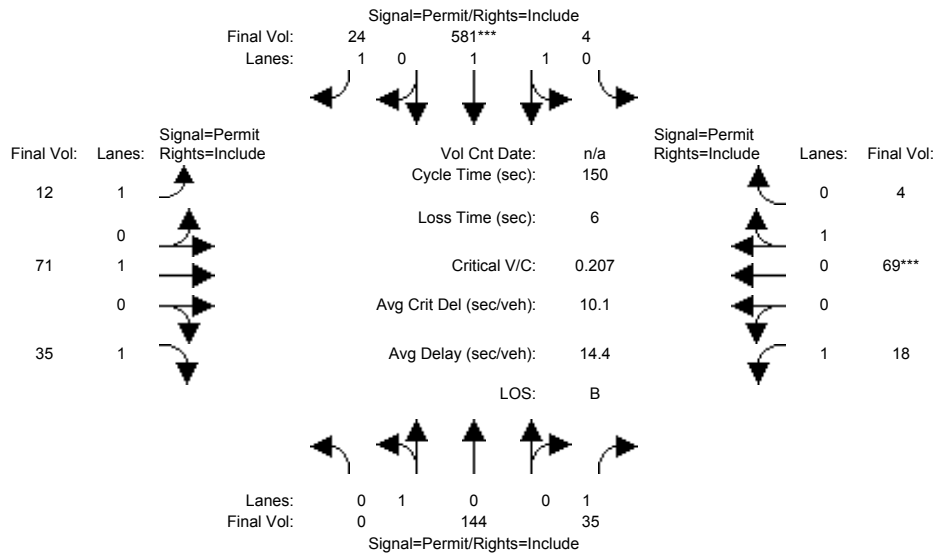 Signal=Permit/Rights=Include
Final Vol: 24 581*** 4
Lanes: 1 0 1 1 0
Signal=Permit Signal=Permit
Final Vol: Lanes: Rights=Include Vol Cnt Date: n/a Rights=Include Lanes: Final Vol:
Cycle Time (sec): 150
12 1 0 4
Loss Time (sec): 6
0 1
71 1 Critical V/C: 0.207 0 69***
0 Avg Crit Del (sec/veh): 10.1 0
35 1 Avg Delay (sec/veh): 14.4 1 18
LOS: B
Lanes: 0 1 0 0 1
Final Vol: 0 144 35
Signal=Permit/Rights=Include